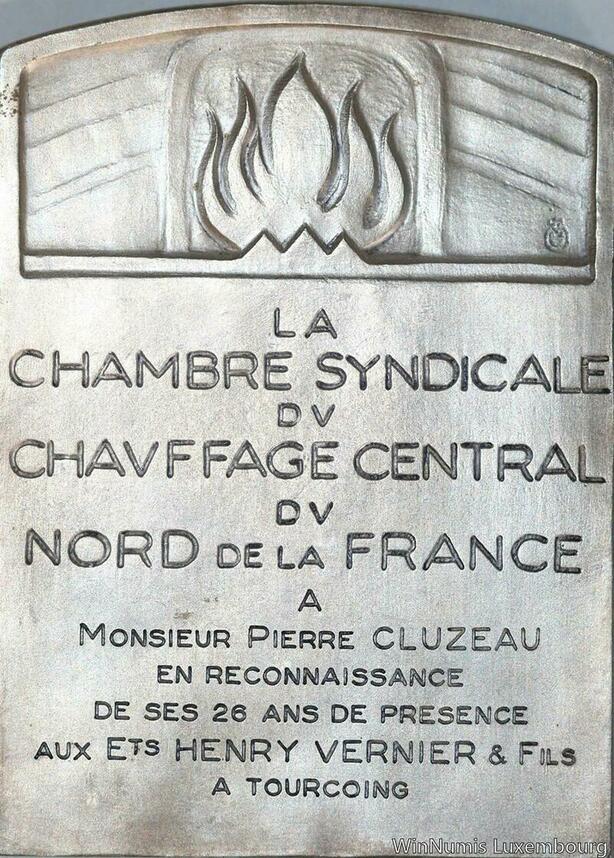 LA
CHAMBRE SYNDICALE
DV
CHAVFFAGE CENTRAL
DV
NORD DE LA FRANCE
A
MONSIEUR PIERRE CLUZEAU
EN RECONNAISSANCE
DE SES 26 ANS DE PRESENCE
AUX ETS HENRY VERNIER & FILS
A TOURCOING
WinNumis Luxembourg